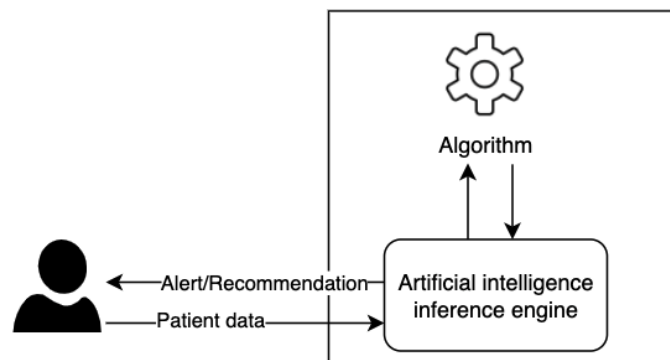 Algorithm
Alert/Recommendation
Artificial intelligence
inference engine
Patient data